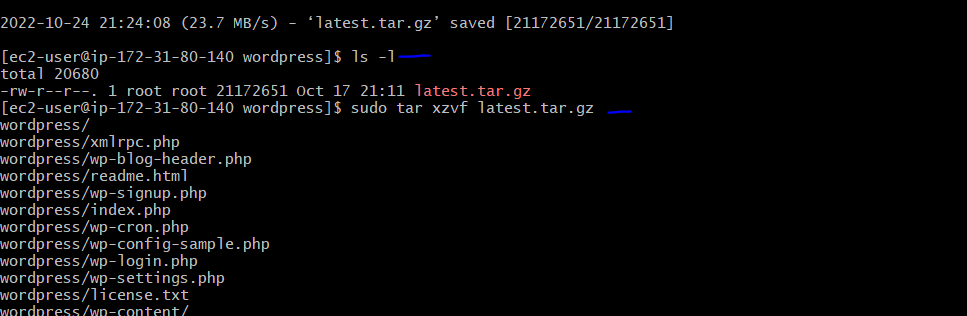 2022-10-24 21:24:08 (23.7 MB/s) - ‘latest.tar.gz’ saved [21172651/21172651]
[ec2-user@ip-172-31-80-140 wordpress]$ ls -l
total 20680
-rw-r--r--. 1 root root 21172651 Oct 17 21:11 latest.tar.gz
[ec2-user@ip-172-31-80-140 wordpress]$ sudo tar xzvf latest.tar.gz
wordpress/
wordpress/xmlrpc.php
wordpress/wp-blog-header.php
wordpress/readme.html
wordpress/wp-signup.php
wordpress/index.php
wordpress/wp-cron.php
wordpress/wp-config-sample.php
wordpress/wp-login.php
wordpress/wp-settings.php
wordpress/license.txt
wordpress/wp-content/